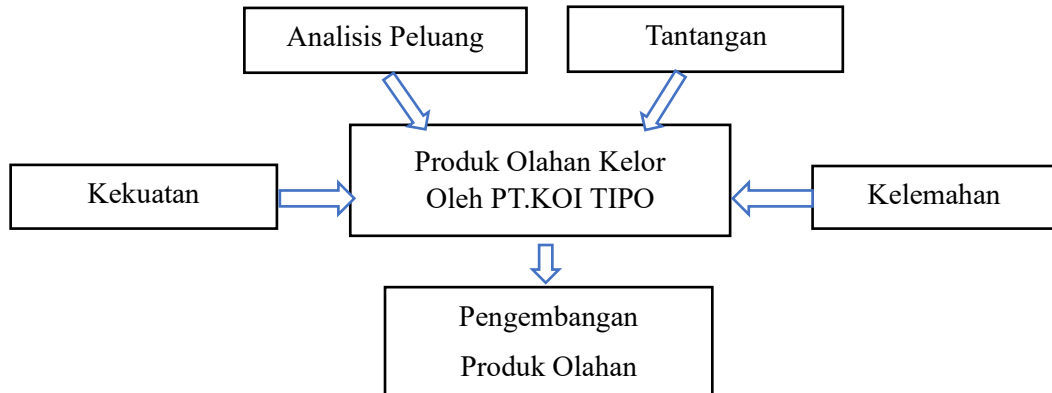 Analisis Peluang
Tantangan
Produk Olahan Kelor
Oleh PT.KOI TIPO
Kekuatan
Kelemahan
Pengembangan
Produk Olahan